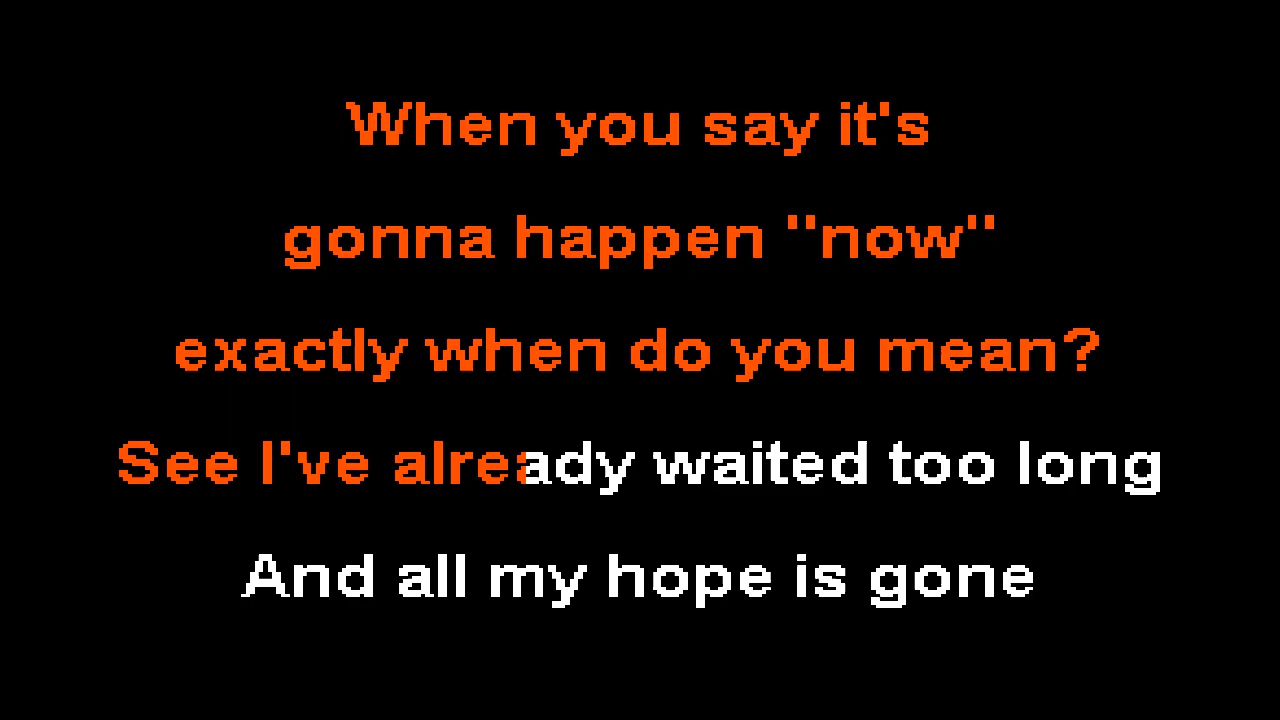 When you say it's
gonna happen "now"
exactly when do you mean?
See I've already waited too long
And all my hope is gone